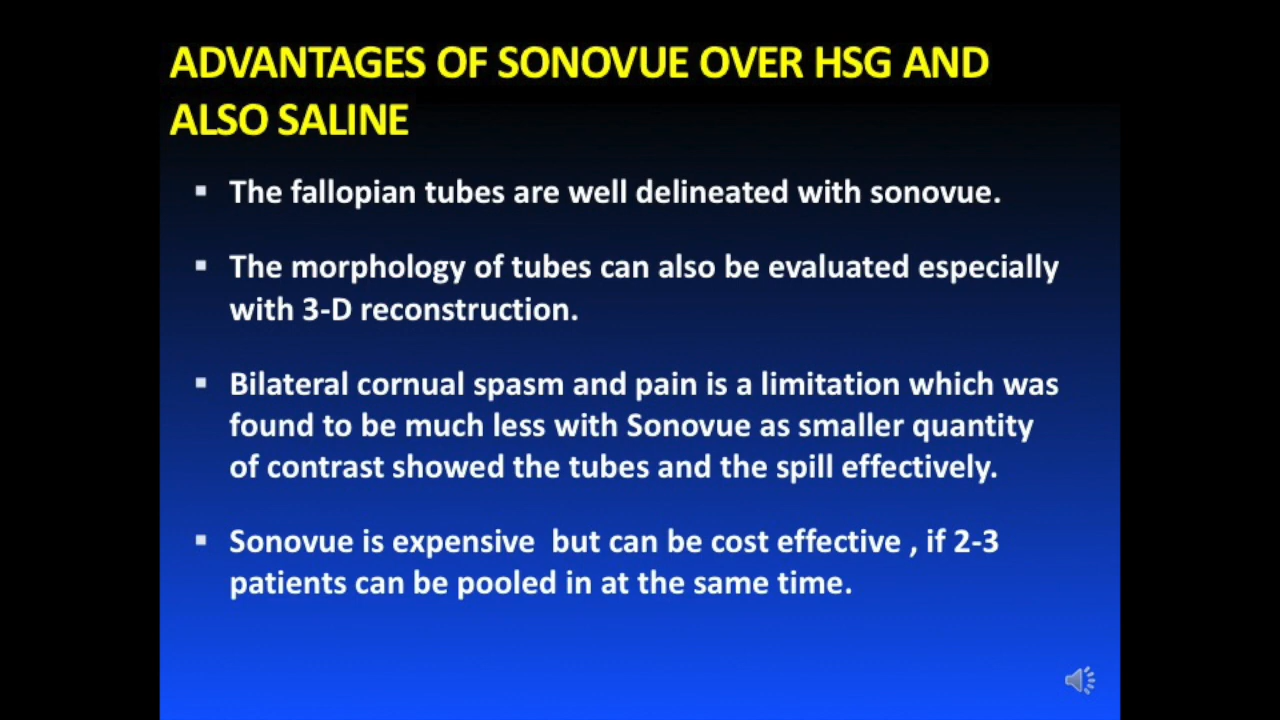 ADVANTAGES OF SONOVUE OVER HSG AND
ALSO SALINE
▪ The fallopian tubes are well delineated with sonovue.
▪ The morphology of tubes can also be evaluated especially
with 3-D reconstruction.
▪ Bilateral cornual spasm and pain is a limitation which was
found to be much less with Sonovue as smaller quantity
of contrast showed the tubes and the spill effectively.
▪ Sonovue is expensive  but can be cost effective , if 2-3
patients can be pooled in at the same time.